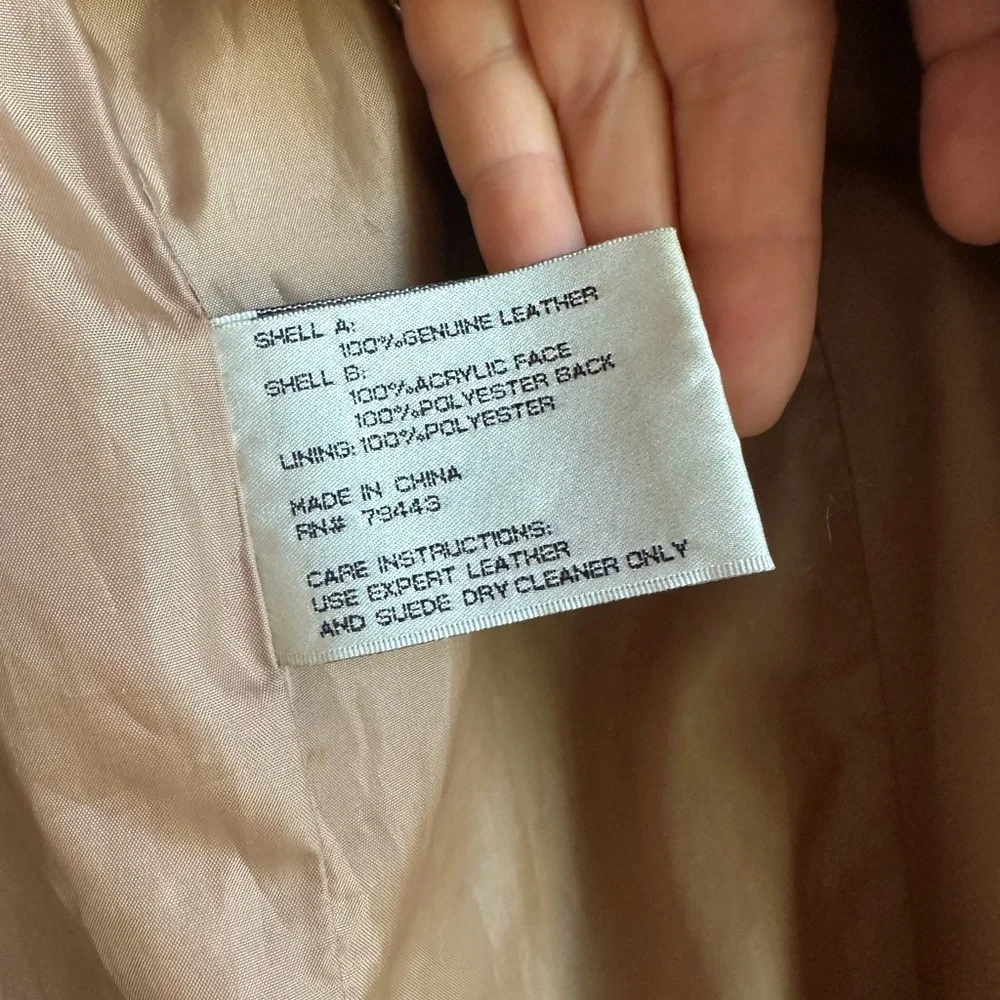 SHELL A:
100%GENUINE LEATHER
SHELL B:
100%ACRYLIC FACE
100%POLYESTER BACK
LINING:100%POLYESTER
MADE IN CHINA
RN# 79443
CARE INSTRUCTIONS:
USE EXPERT LEATHER
AND SUEDE DRY CLEANER ONLY